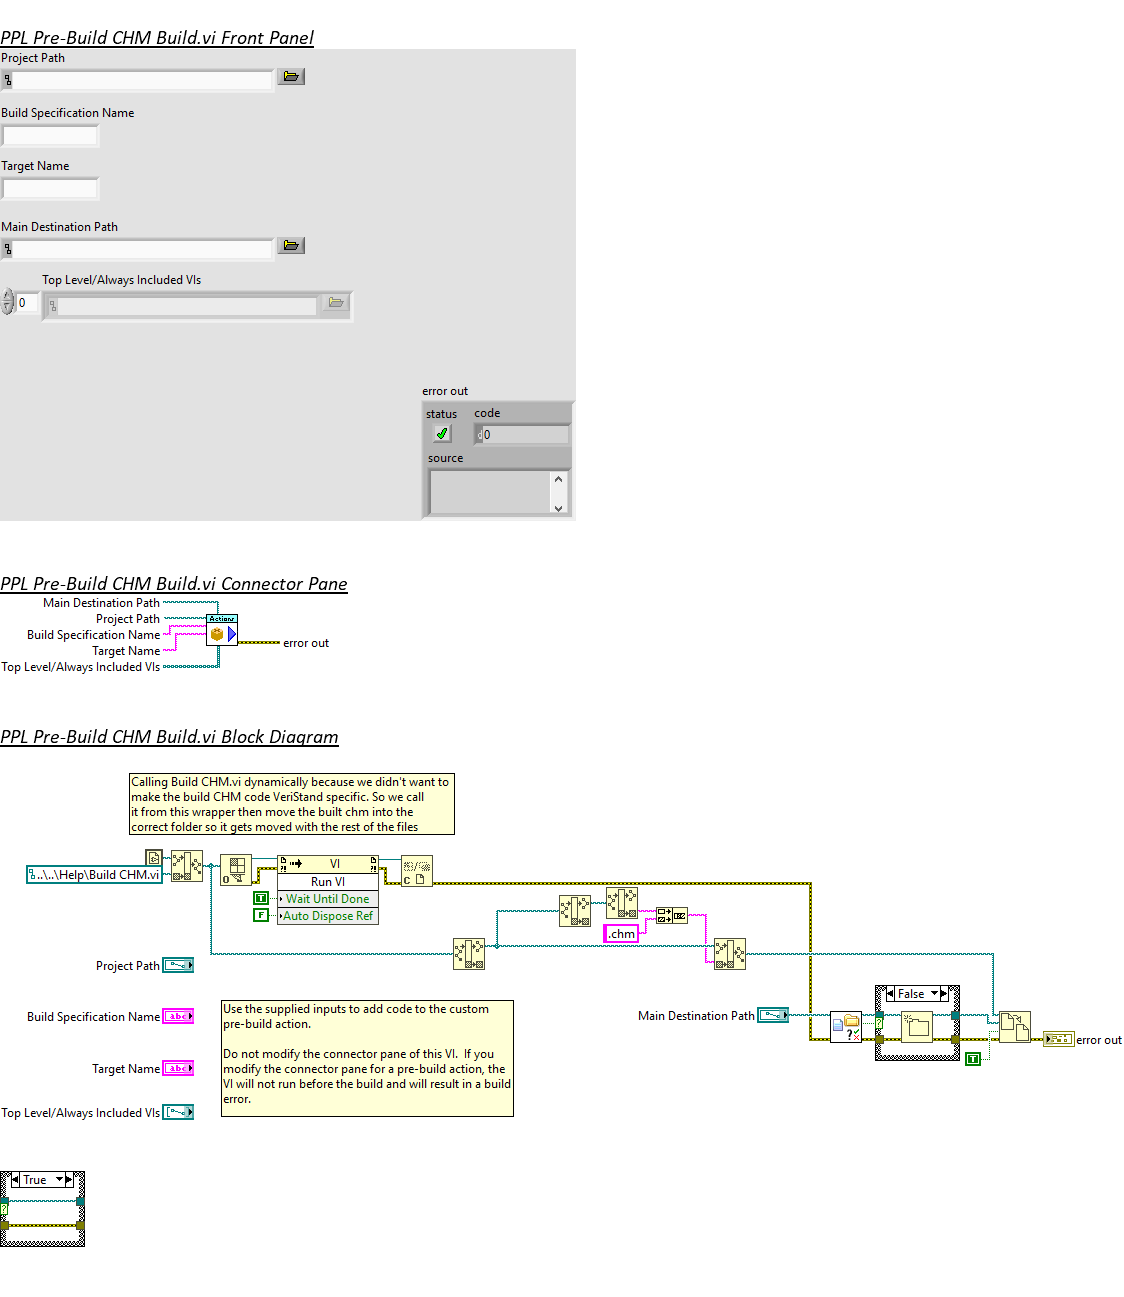 PPL Pre-Build CHM Build.vi Front Panel
Project Path
Build Specification Name
Target Name
Main Destination Path
Top Level/Always Included VIs
0
error out
status
code
0
source
PPL Pre-Build CHM Build.vi Connector Pane
Main Destination Path
Project Path
Build Specification Name
Target Name
Top Level/Always Included VIs
Actions
error out
PPL Pre-Build CHM Build.vi Block Diagram
Calling Build CHM.vi dynamically because we didn't want to
make the build CHM code VeriStand specific. So we call
it from this wrapper then move the built chm into the
correct folder so it gets moved with the rest of the files
..\..\Help\Build CHM.vi
VI
Run VI
T
Wait Until Done
F
Auto Dispose Ref
.chm
Project Path
Build Specification Name
abc
Target Name
abc
Top Level/Always Included VIs
Use the supplied inputs to add code to the custom
pre-build action.
Do not modify the connector pane of this VI.  If you
modify the connector pane for a pre-build action, the
VI will not run before the build and will result in a build
error.
Main Destination Path
False
?
T
error out
True
?